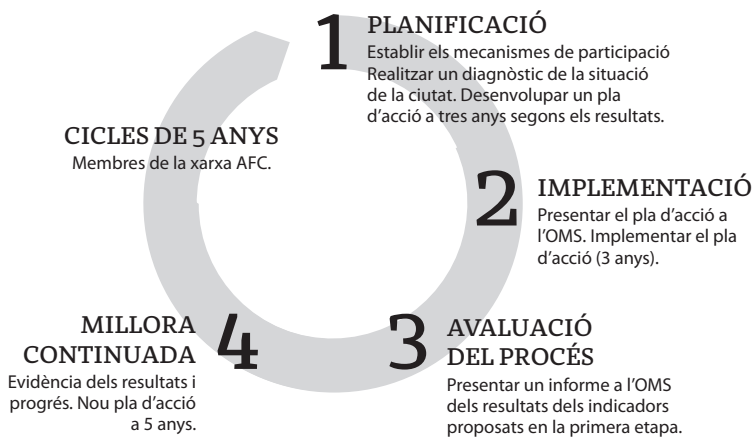 1 PLANIFICACIÓ
Establir els mecanismes de participació
Realitzar un diagnòstic de la situació
de la ciutat. Desenvolupar un pla
d’acció a tres anys segons els resultats.
2 IMPLEMENTACIÓ
Presentar el pla d’acció a
l’OMS. Implementar el pla
d’acció (3 anys).
3 AVALUACIÓ
DEL PROCÉS
Presentar un informe a l’OMS
dels resultats dels indicadors
proposats en la primera etapa.
4 MILLORA
CONTINUADA
Evidència dels resultats i
progrés. Nou pla d’acció
a 5 anys.
CICLES DE 5 ANYS
Membres de la xarxa AFC.